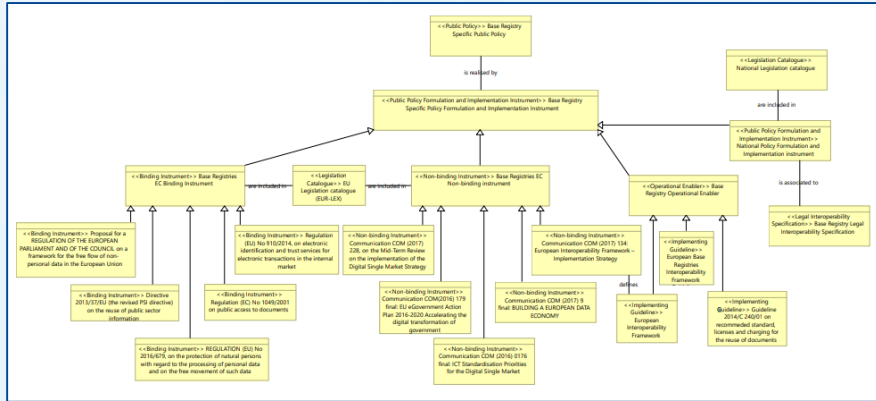 <<Public Policy>> Base Registry
Specific Public Policy
<<Legislation Catalogue>>
National Legislation catalogue
is realised by
<<Public Policy Formulation and Implementation Instrument>> Base Registry
Specific Policy Formulation and Implementation Instrument
are included in
<<Public Policy Formulation and
Implementation Instrument>>
National Policy Formulation and
Implementation instrument
<<Binding Instrument>> Base Registries
EC Binding Instrument
are included in
<<Legislation
Catalogue>> EU
Legislation catalogue
(EUR-LEX)
are included in
<<Non-binding Instrument>> Base Registries EC
Non-binding instrument
<<Operational Enabler>> Base
Registry Operational Enabler
is associated to
<<Legal Interoperability
Specification>> Base Registry Legal
Interoperability Specification
<<Binding Instrument>> Proposal for a
REGULATION OF THE EUROPEAN
PARLIAMENT AND OF THE COUNCIL on a
framework for the free flow of non-
personal data in the European Union
<<Binding Instrument>> Regulation
(EU) No 910/2014, on electronic
identification and trust services for
electronic transactions in the internal
market
<<Non-binding Instrument>>
Communication COM (2017)
228, on the Mid-Term Review
on the implementation of the
Digital Single Market Strategy
<<Non-binding Instrument>>
Communication COM (2017) 134:
European Interoperability Framework –
Implementation Strategy
<<Implementing
Guideline>>
European Base
Registries
Interoperability
Framework
<<Binding Instrument>> Directive
2013/37/EU (the revised PSI directive)
on the reuse of public sector
information
<<Binding Instrument>>
Regulation (EC) No 1049/2001
on public access to documents
<<Non-binding Instrument>>
Communication COM(2016) 179
final: EU eGovernment Action
Plan 2016-2020 Accelerating the
digital transformation of
government
<<Non-binding Instrument>>
Communication COM (2017) 9
final: BUILDING A EUROPEAN DATA
ECONOMY
defines
<<Implementing
Guideline>>
European
Interoperability
Framework
<<Implementing
Guideline>> Guideline
2014/C 240/01 on
recommeded standard,
licenses and charging for
the reuse of documents
<<Binding Instrument>> REGULATION (EU) No
2016/679, on the protection of natural persons
with regard to the processing of personal data
and on the free movement of such data
<<Non-binding Instrument>>
Communication COM (2016) 0176
final: ICT Standardisation Priorities
for the Digital Single Market